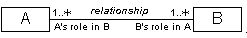 A 1..* relationship 1..* B
A's role in B B's role in A